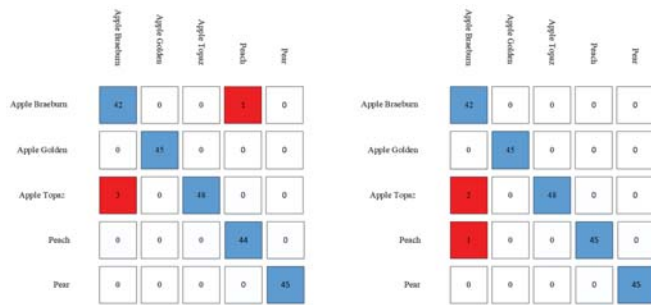 Apple Braeburn
Apple Golden
Apple Topaz
Peach
Pear
Apple Braeburn 42 0 0 1 0
Apple Golden 0 45 0 0 0
Apple Topaz 3 0 48 0 0
Peach 0 0 0 44 0
Pear 0 0 0 0 45
Apple Braeburn
Apple Golden
Apple Topaz
Peach
Pear
Apple Braeburn 42 0 0 0 0
Apple Golden 0 45 0 0 0
Apple Topaz 2 0 48 0 0
Peach 1 0 0 45 0
Pear 0 0 0 0 45